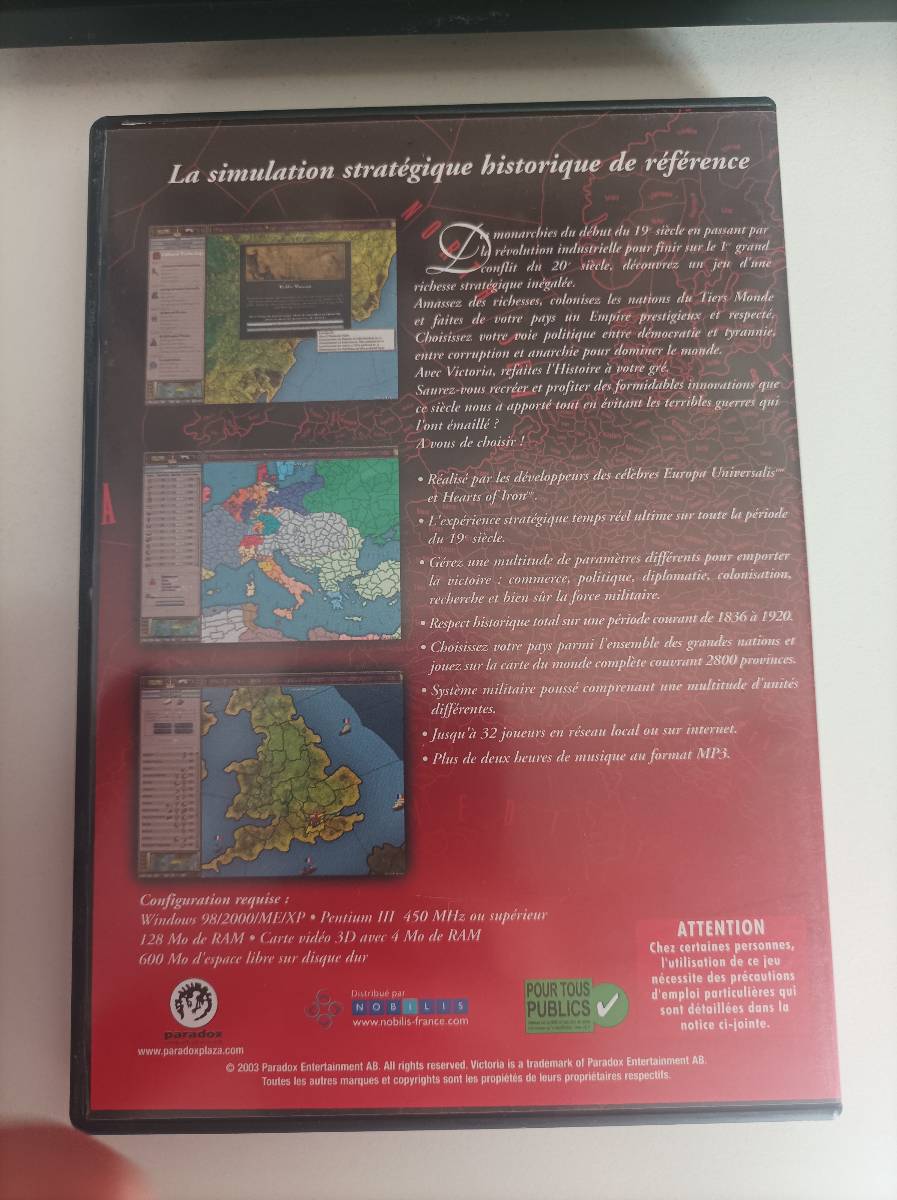 La simulation stratégique historique de référence
Des monarchies du début du 19e siècle en passant par
la révolution industrielle pour finir sur le 1er grand
conflit du 20e siècle, découvrez un jeu d'une
richesse stratégique inégalée.
Amassez des richesses, colonisez les nations du Tiers Monde
et faites de votre pays un Empire prestigieux et respecté.
Choisissez votre voie politique entre démocratie et tyrannie,
entre corruption et anarchie pour dominer le monde.
Avec Victoria, refaites l'Histoire à votre gré.
Saurez-vous recréer et profiter des formidables innovations que
ce siècle nous a apporté tout en évitant les terribles guerres qui
l'ont émaillé ?
A vous de choisir !
• Réalisé par les développeurs des célèbres Europa Universalis™
et Hearts of Iron™.
• L'expérience stratégique temps réel ultime sur toute la période
du 19e siècle.
• Gérez une multitude de paramètres différents pour emporter
la victoire : commerce, politique, diplomatie, colonisation,
recherche et bien sûr la force militaire.
• Respect historique total sur une période courant de 1836 à 1920.
• Choisissez votre pays parmi l'ensemble des grandes nations et
jouez sur la carte du monde complète couvrant 2800 provinces.
• Système militaire poussé comprenant une multitude d'unités
différentes.
• Jusqu'à 32 joueurs en réseau local ou sur internet.
• Plus de deux heures de musique au format MP3.
Configuration requise :
Windows 98/2000/ME/XP • Pentium III 450 MHz ou supérieur
128 Mo de RAM • Carte vidéo 3D avec 4 Mo de RAM
600 Mo d'espace libre sur disque dur
ATTENTION
Chez certaines personnes,
l'utilisation de ce jeu
nécessite des précautions
d'emploi particulières qui
sont détaillées dans la
notice ci-jointe.
paradox
www.paradoxplaza.com
Distribué par
NOBILIS
www.nobilis-france.com
POUR TOUS
PUBLICS
© 2003 Paradox Entertainment AB. All rights reserved. Victoria is a trademark of Paradox Entertainment AB.
Toutes les autres marques et copyrights sont les propiétés de leurs propriétaires respectifs.